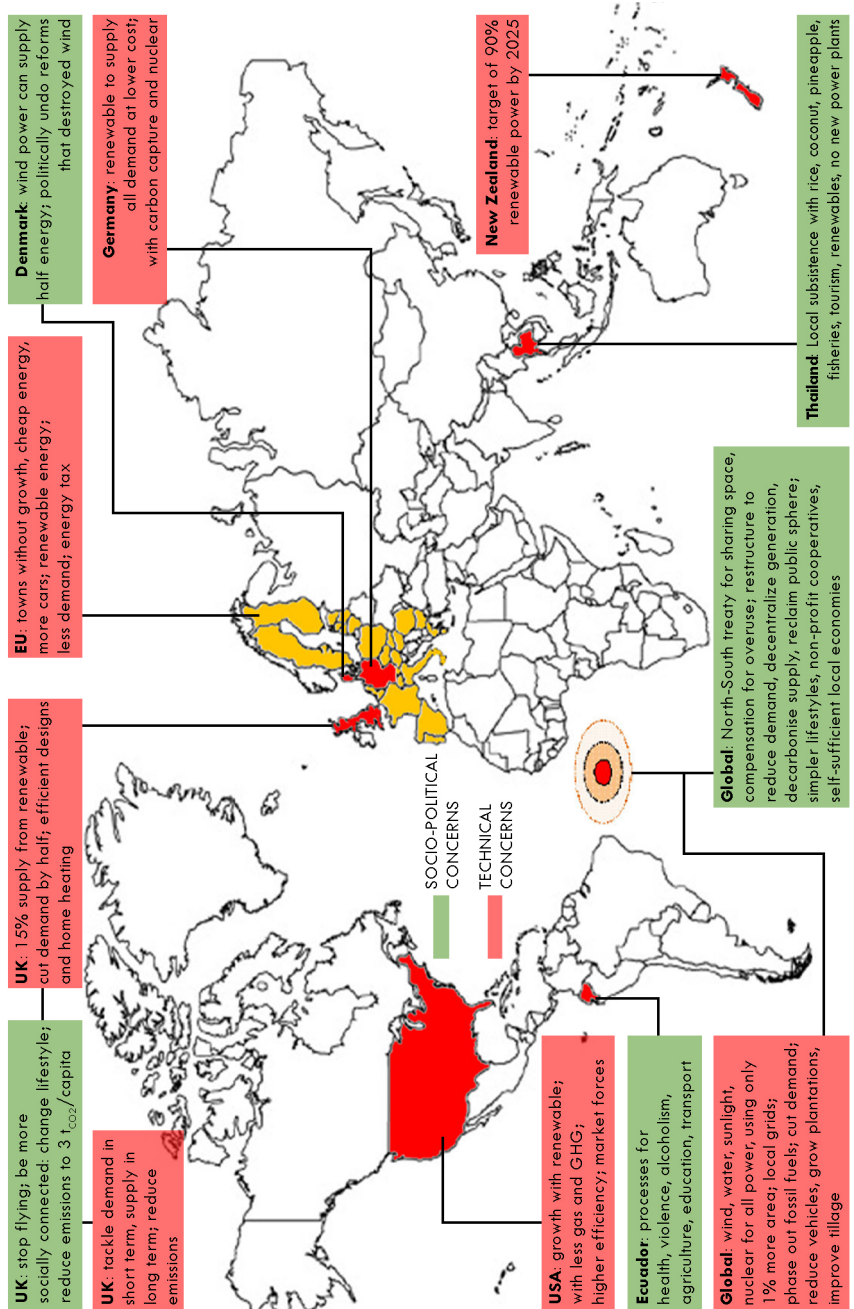 UK: stop flying; be more
socially connected: change lifestyle;
reduce emissions to 3 tCO2/capita
UK: tackle demand in
short term, supply in
long term; reduce
emissions
UK: 15% supply from renewable;
cut demand by half; efficient designs
and home heating
EU: towns without growth, cheap energy,
more cars; renewable energy;
less demand; energy tax
Denmark: wind power can supply
half energy; politically undo reforms
that destroyed wind
Germany: renewable to supply
all demand at lower cost;
with carbon capture and nuclear
SOCIO-POLITICAL
CONCERNS
TECHNICAL
CONCERNS
New Zealand: target of 90%
renewable power by 2025
USA: growth with renewable;
with less gas and GHG;
higher efficiency; market forces
Ecuador: processes for
health, violence, alcoholism,
agriculture, education, transport
Global: wind, water, sunlight,
nuclear for all power, using only
1% more area; local grids;
phase out fossil fuels; cut demand;
reduce vehicles, grow plantations,
improve tillage
Global: North-South treaty for sharing space,
compensation for overuse; restructure to
reduce demand, decentralize generation,
decarbonise supply, reclaim public sphere;
simpler lifestyles, non-profit cooperatives,
self-sufficient local economies
Thailand: Local subsistence with rice, coconut, pineapple,
fisheries, tourism, renewables, no new power plants